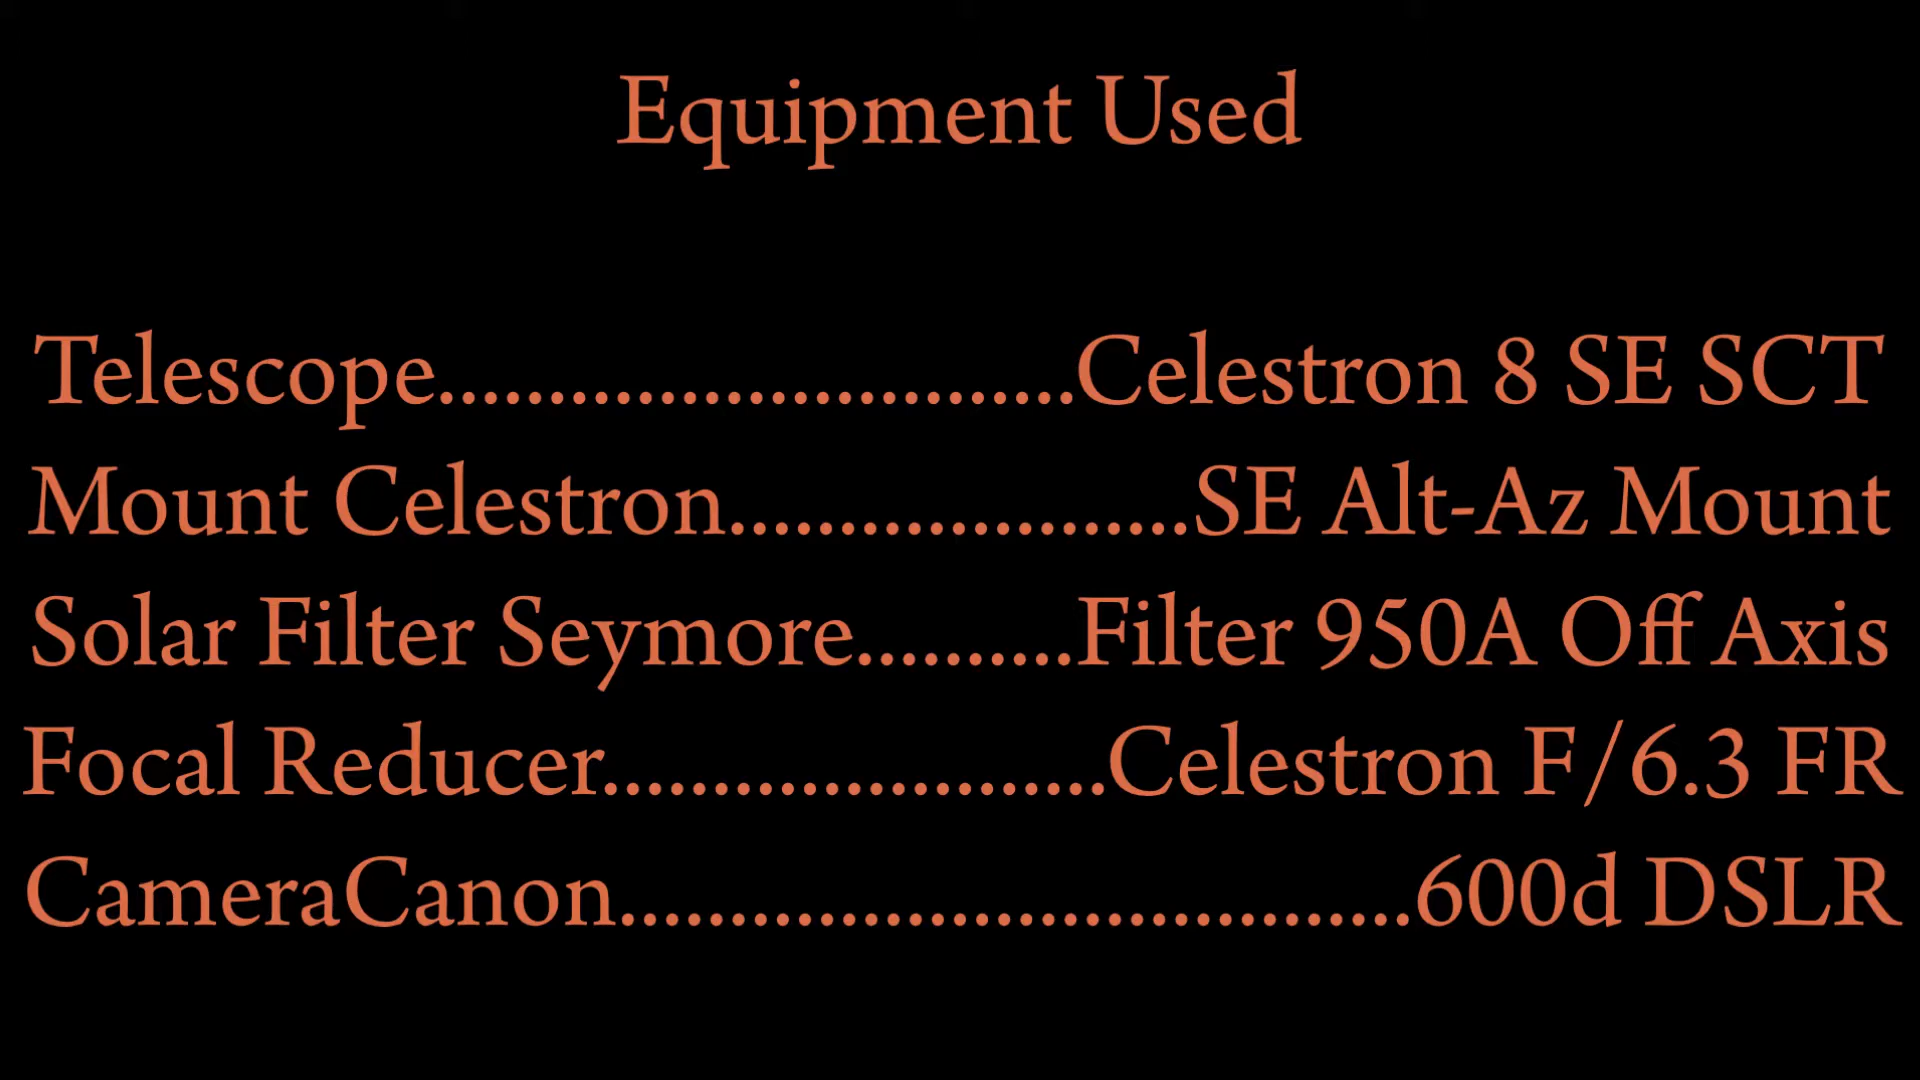 Equipment Used
Telescope.............................Celestron 8 SE SCT
Mount Celestron.....................SE Alt-Az Mount
Solar Filter Seymore..........Filter 950A Off Axis
Focal Reducer.......................Celestron F/6.3 FR
CameraCanon....................................600d DSLR